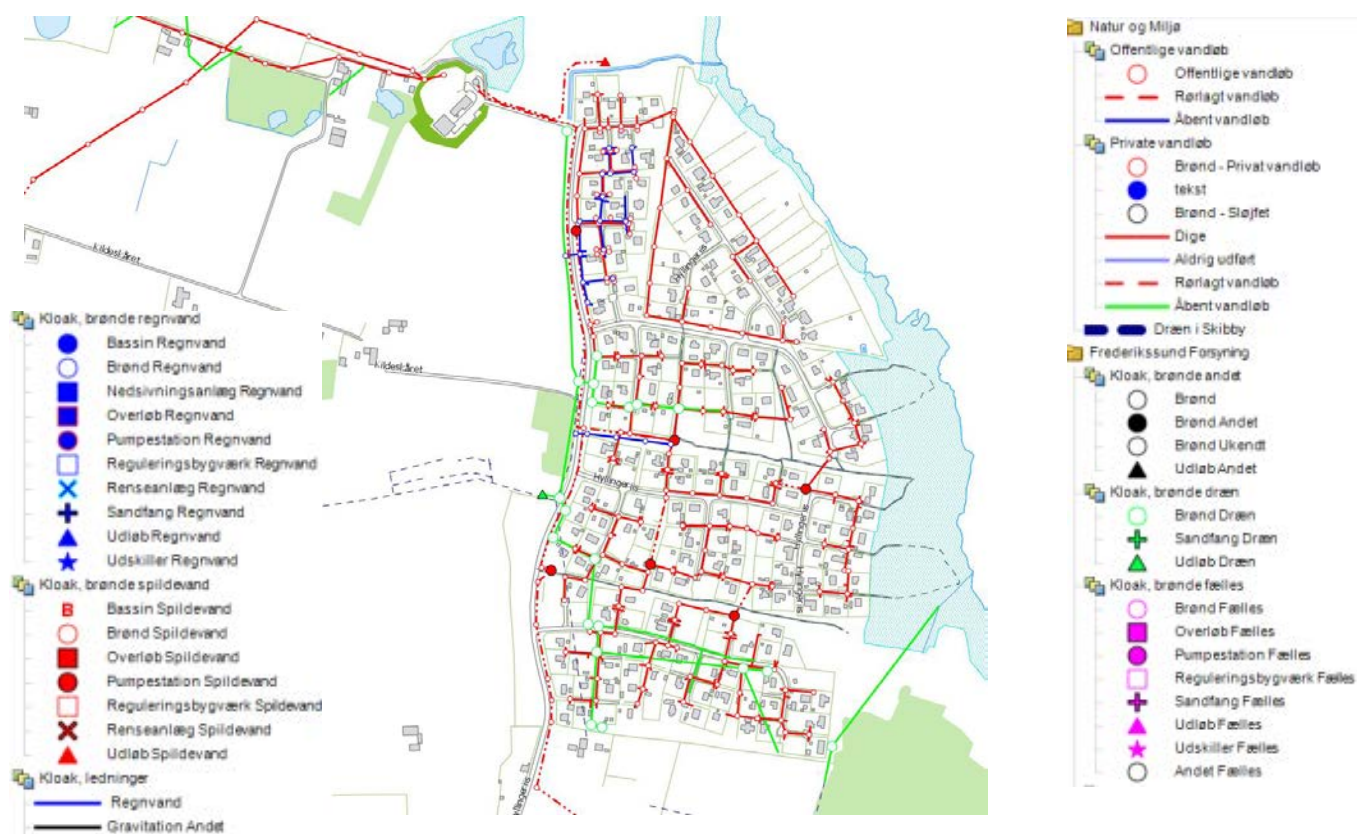 Kildeskåret
Kildeskåret
Hyllingeriis
Hyllingeriis
Hyllingeriis
Kloak, brønde regnvand
Bassin Regnvand
Brønd Regnvand
Nedsivningsanlæg Regnvand
Overløb Regnvand
Pumpestation Regnvand
Reguleringsbygværk Regnvand
Renseanlæg Regnvand
Sandfang Regnvand
Udløb Regnvand
Udskiller Regnvand
Kloak, brønde spildevand
B Bassin Spildevand
Brønd Spildevand
Overløb Spildevand
Pumpestation Spildevand
Reguleringsbygværk Spildevand
Renseanlæg Spildevand
Udløb Spildevand
Kloak, ledninger
Regnvand
Gravitation Andet
Natur og Miljø
Offentlige vandløb
Offentlige vandløb
Rørlagt vandløb
Åbent vandløb
Private vandløb
Brønd - Privat vandløb
tekst
Brønd - Sløjfet
Dige
Aldrig udført
Rørlagt vandløb
Åbent vandløb
Dræn i Skibby
Frederikssund Forsyning
Kloak, brønde andet
Brønd
Brønd Andet
Brønd Ukendt
Udløb Andet
Kloak, brønde dræn
Brønd Dræn
Sandfang Dræn
Udløb Dræn
Kloak, brønde fælles
Brønd Fælles
Overløb Fælles
Pumpestation Fælles
Reguleringsbygværk Fælles
Sandfang Fælles
Udløb Fælles
Udskiller Fælles
Andet Fælles